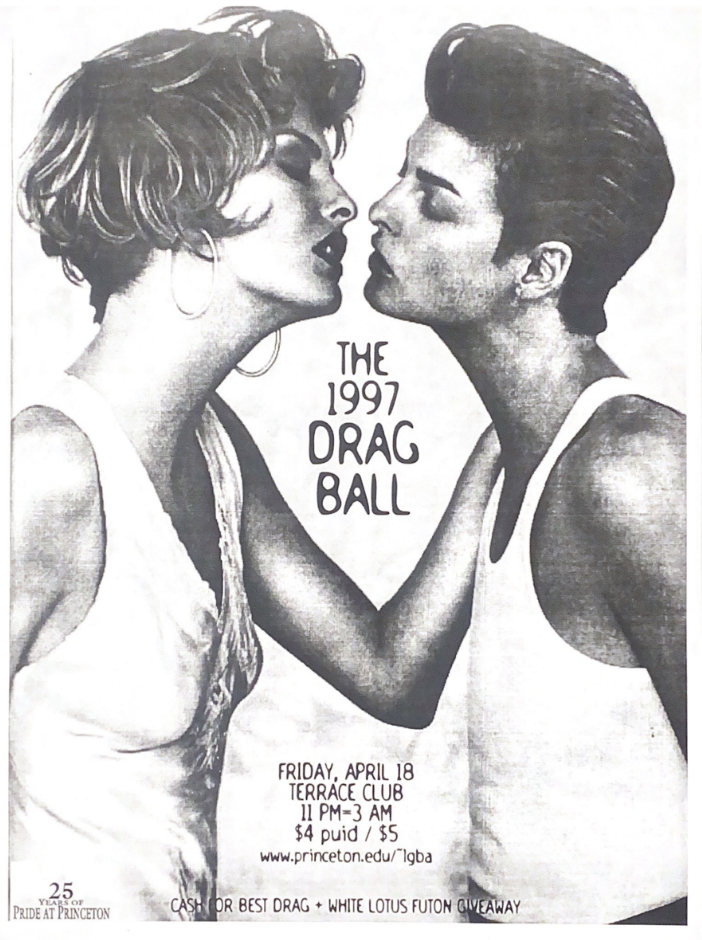 THE
1997
DRAG
BALL
FRIDAY, APRIL 18
TERRACE CLUB
11 PM-3 AM
$4 puid / $5
www.princeton.edu/~lgba
CASH FOR BEST DRAG + WHITE LOTUS FUTON GIVEAWAY
25
YEARS OF
PRIDE AT PRINCETON